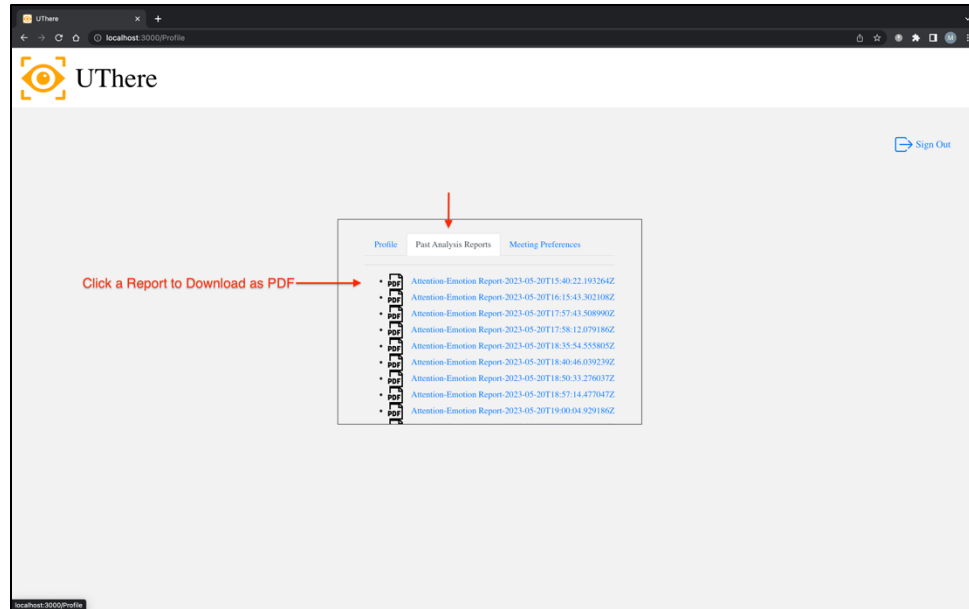 UThere
localhost:3000/Profile
M
UThere
Sign Out
Profile Past Analysis Reports Meeting Preferences
Click a Report to Download as PDF
PDF Attention-Emotion Report-2023-05-20T15:40:22.193264Z
PDF Attention-Emotion Report-2023-05-20T16:15:43.302108Z
PDF Attention-Emotion Report-2023-05-20T17:57:43.508990Z
PDF Attention-Emotion Report-2023-05-20T17:58:12.079186Z
PDF Attention-Emotion Report-2023-05-20T18:35:54.555805Z
PDF Attention-Emotion Report-2023-05-20T18:40:46.039239Z
PDF Attention-Emotion Report-2023-05-20T18:50:33.276037Z
PDF Attention-Emotion Report-2023-05-20T18:57:14.477047Z
PDF Attention-Emotion Report-2023-05-20T19:00:04.929186Z
localhost:3000/Profile